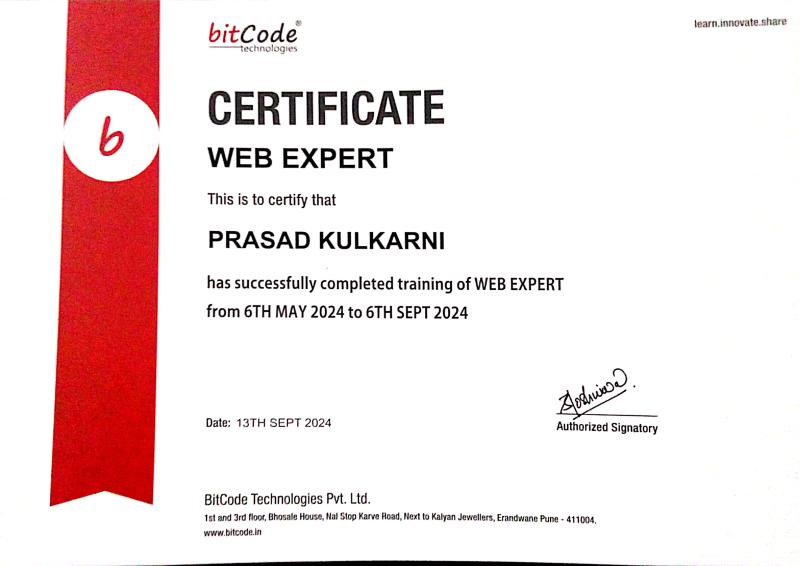 bitCode®
technologies
learn.innovate.share
b
CERTIFICATE
WEB EXPERT
This is to certify that
PRASAD KULKARNI
has successfully completed training of WEB EXPERT
from 6TH MAY 2024 to 6TH SEPT 2024
Date: 13TH SEPT 2024
Authorized Signatory
BitCode Technologies Pvt. Ltd.
1st and 3rd floor, Bhosale House, Nal Stop Karve Road, Next to Kalyan Jewellers, Erandwane Pune - 411004.
www.bitcode.in